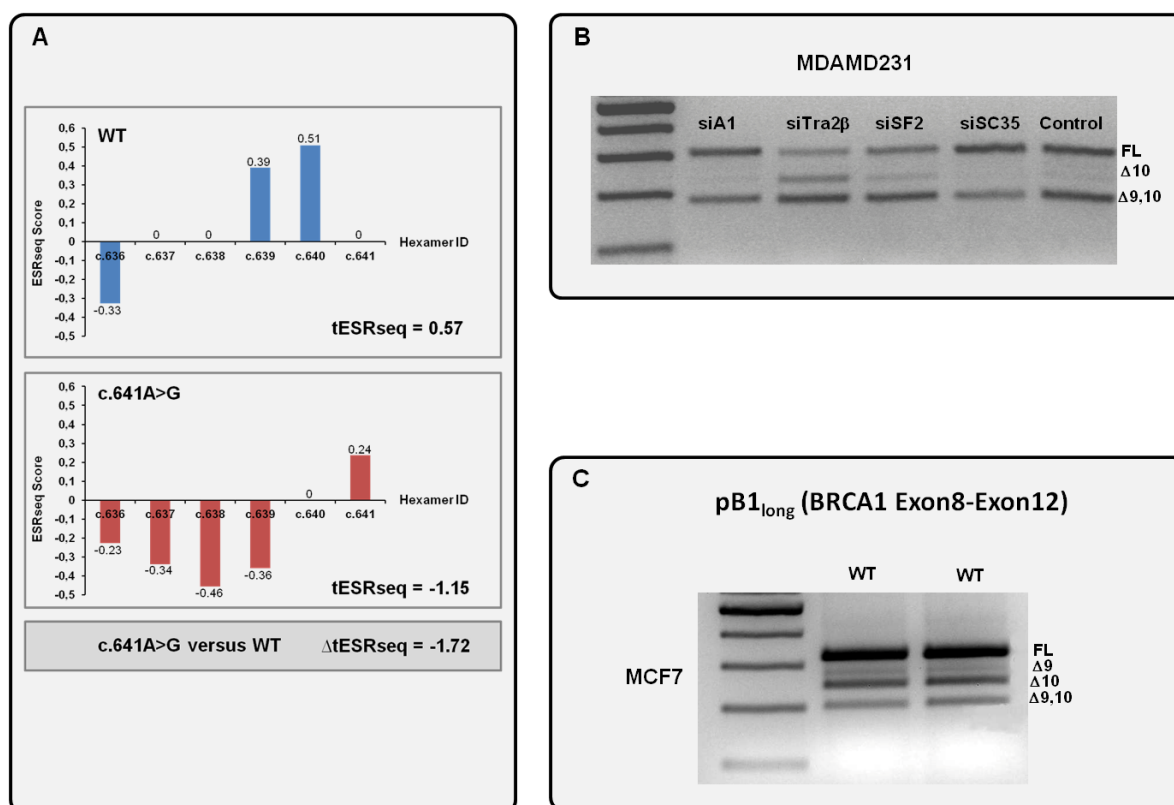 A
WT
ESRseq Score
0,6
0,5
0,4
0,3
0,2
0,1
0
-0,1
-0,2
-0,3
-0,4
-0,5
0 0 0.39 0.51 0
Hexamer ID
c.636 c.637 c.638 c.639 c.640 c.641
-0.33
tESRseq = 0.57
c.641A>G
ESRseq Score
0,6
0,5
0,4
0,3
0,2
0,1
0
-0,1
-0,2
-0,3
-0,4
-0,5
0 0.24
Hexamer ID
c.636 c.637 c.638 c.639 c.640 c.641
-0.23 -0.34 -0.46 -0.36
tESRseq = -1.15
c.641A>G versus WT ΔtESRseq = -1.72
B
MDAMD231
siA1 siTra2β siSF2 siSC35 Control
FL
Δ10
Δ9,10
C
pB1long (BRCA1 Exon8-Exon12)
WT WT
MCF7
FL
Δ9
Δ10
Δ9,10